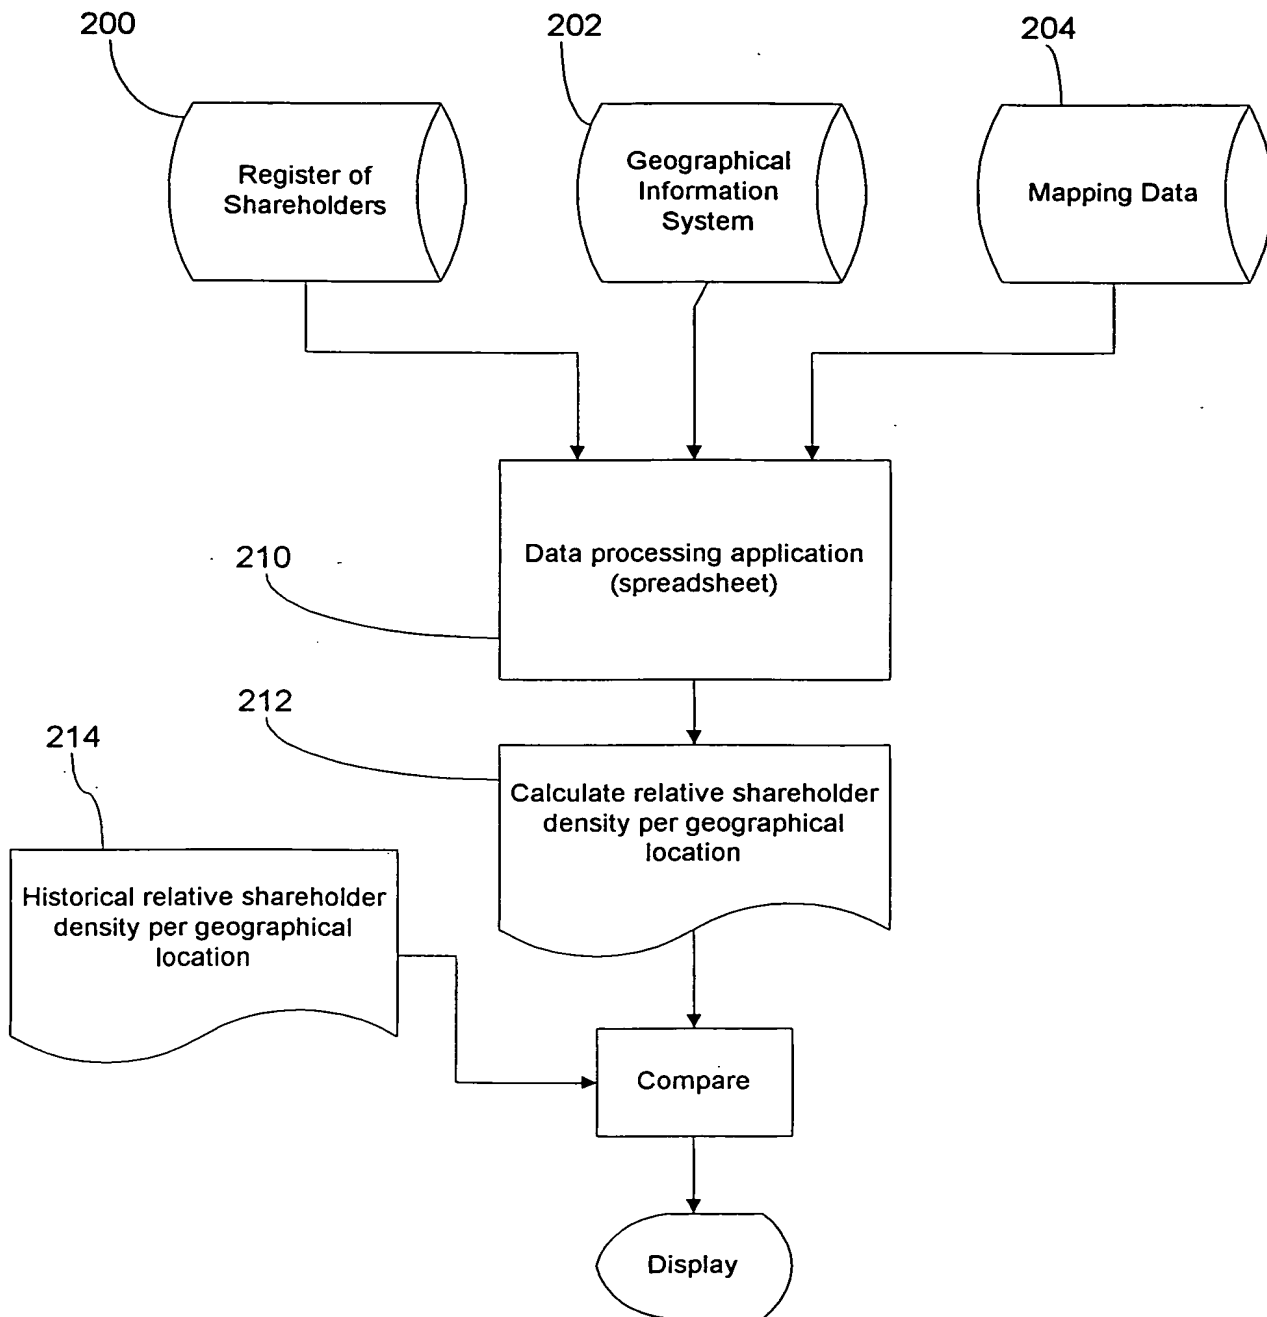 200
202
204
Register of
Shareholders
Geographical
Information
System
Mapping Data
210
Data processing application
(spreadsheet)
212
214
Calculate relative shareholder
density per geographical
location
Historical relative shareholder
density per geographical
location
Compare
Display